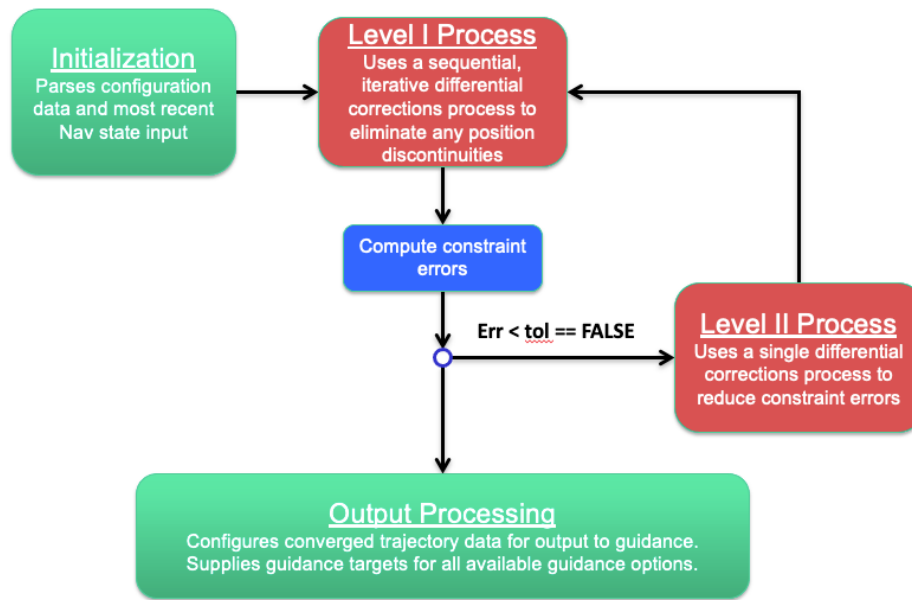 Initialization
Parses configuration
data and most recent
Nav state input
Level I Process
Uses a sequential,
iterative differential
corrections process to
eliminate any position
discontinuities
Compute constraint
errors
Err < tol == FALSE
Level II Process
Uses a single differential
corrections process to
reduce constraint errors
Output Processing
Configures converged trajectory data for output to guidance.
Supplies guidance targets for all available guidance options.